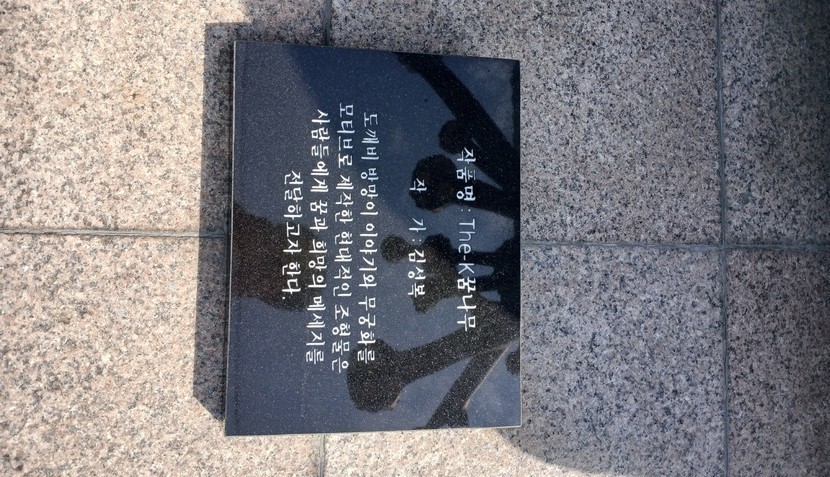 작품명 : The-K꿈나무
작 가 : 김성복
도깨비 방망이 이야기와 무궁화를
모티브로 제작한 현대적인 조형물은
사람들에게 꿈과 희망의 메세지를
전달하고자 한다.